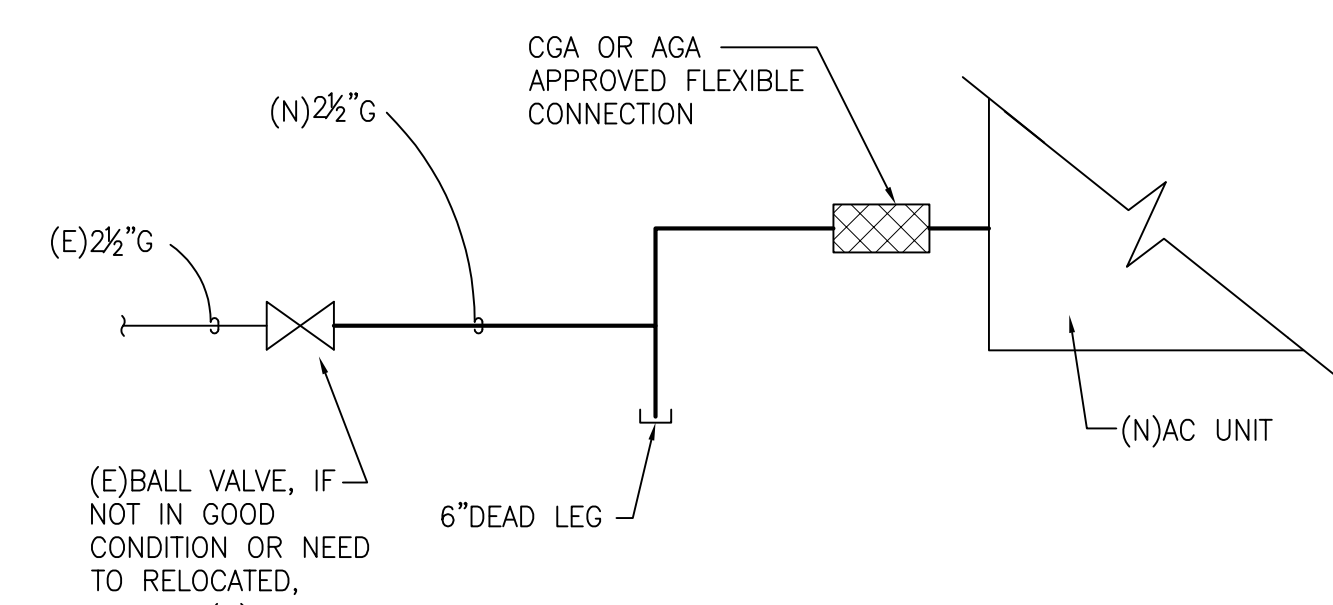 CGA OR AGA
APPROVED FLEXIBLE
CONNECTION
(N)2½"G
(E)2½"G
(N)AC UNIT
(E)BALL VALVE, IF
NOT IN GOOD
CONDITION OR NEED
TO RELOCATED,
6"DEAD LEG